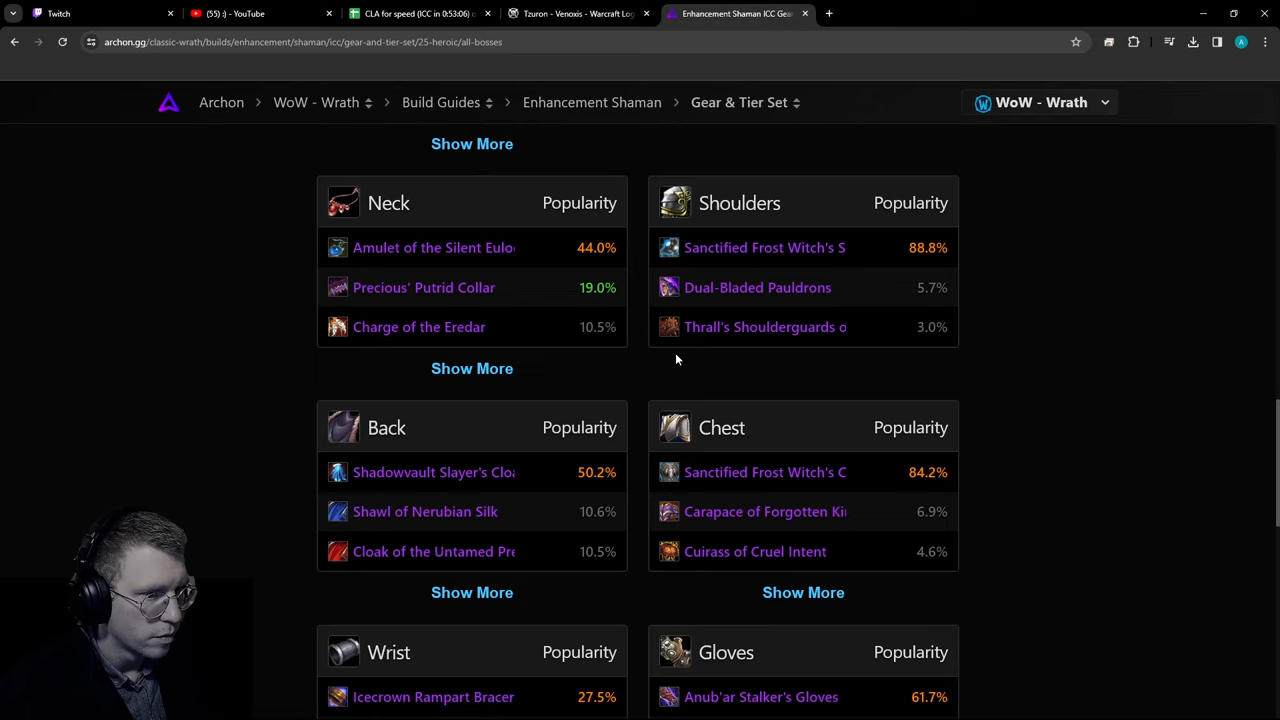 Twitch
(55) :) - YouTube
CLA for speed (ICC in 0:53:06) o
Tzuron - Venoxis - Warcraft Log
Enhancement Shaman ICC Gear
archon.gg/classic-wrath/builds/enhancement/shaman/icc/gear-and-tier-set/25-heroic/all-bosses
A
Archon > WoW - Wrath > Build Guides > Enhancement Shaman > Gear & Tier Set
WoW - Wrath
Show More
Neck Popularity
Amulet of the Silent Eulo 44.0%
Precious' Putrid Collar 19.0%
Charge of the Eredar 10.5%
Show More
Shoulders Popularity
Sanctified Frost Witch's S 88.8%
Dual-Bladed Pauldrons 5.7%
Thrall's Shoulderguards o 3.0%
Back Popularity
Shadowvault Slayer's Cloa 50.2%
Shawl of Nerubian Silk 10.6%
Cloak of the Untamed Pre 10.5%
Show More
Chest Popularity
Sanctified Frost Witch's C 84.2%
Carapace of Forgotten Kin 6.9%
Cuirass of Cruel Intent 4.6%
Show More
Wrist Popularity
Icecrown Rampart Bracer 27.5%
Gloves Popularity
Anub'ar Stalker's Gloves 61.7%